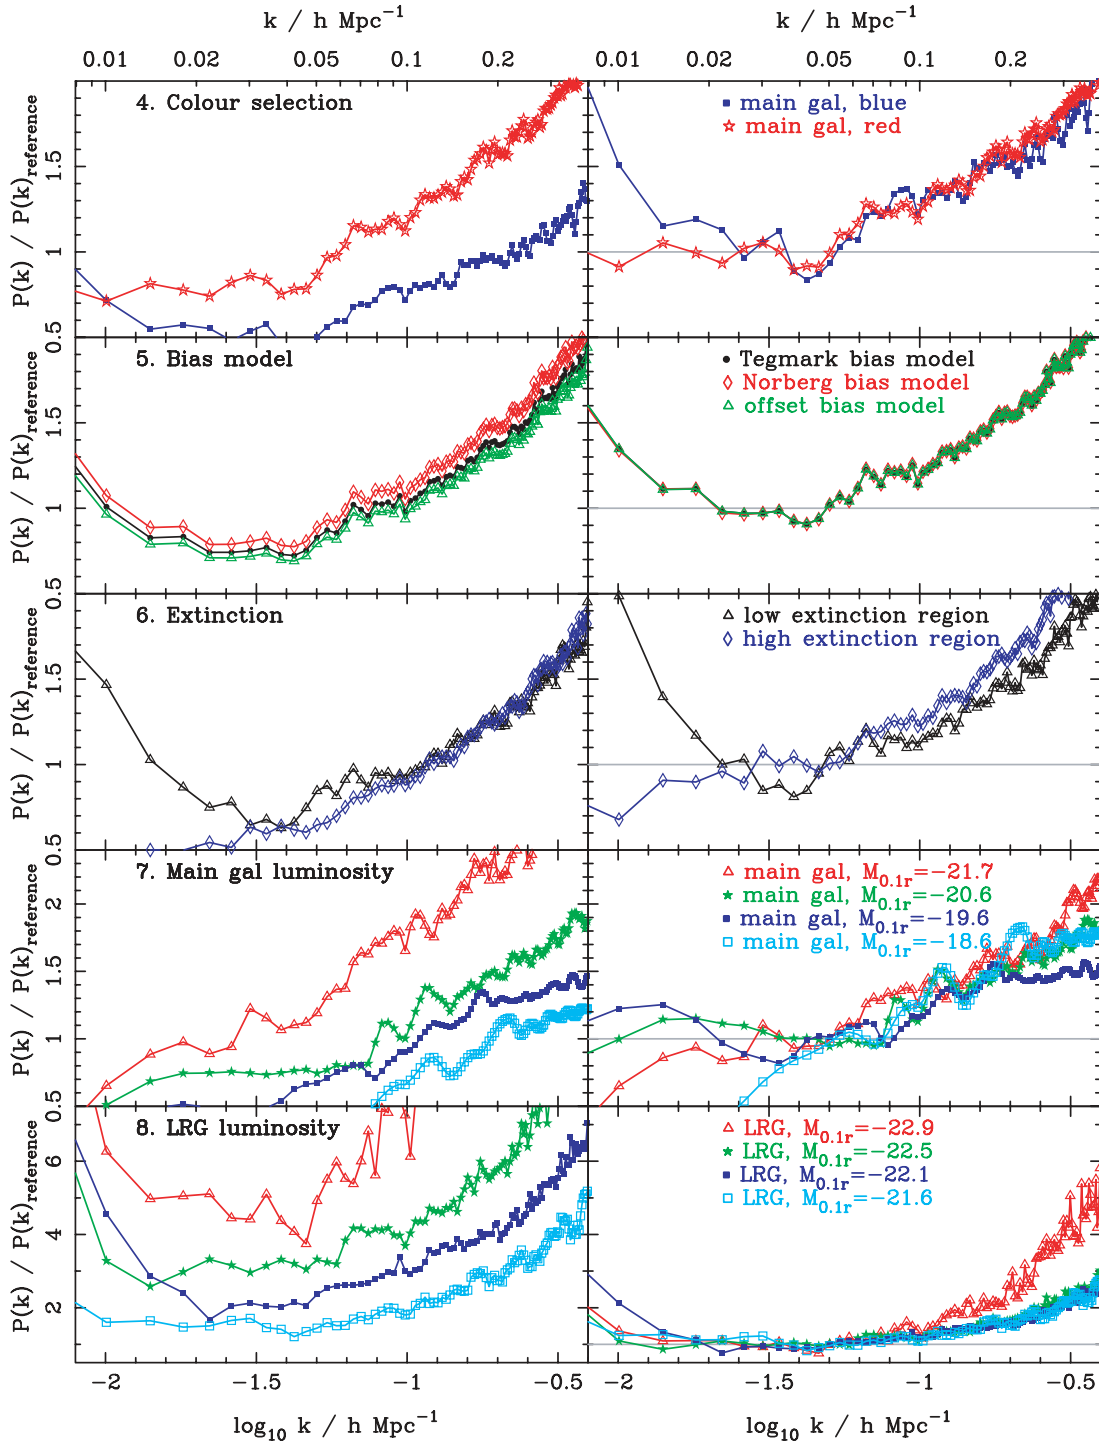 k / h Mpc⁻¹ k / h Mpc⁻¹
0.01 0.02 0.05 0.1 0.2 0.01 0.02 0.05 0.1 0.2
4. Colour selection
main gal, blue
main gal, red
P(k) / P(k)reference
1.5
1
0.5
5. Bias model
Tegmark bias model
Norberg bias model
offset bias model
P(k) / P(k)reference
1.5
1
0.5
6. Extinction
low extinction region
high extinction region
P(k) / P(k)reference
1.5
1
0.5
7. Main gal luminosity
main gal, M0.1r=−21.7
main gal, M0.1r=−20.6
main gal, M0.1r=−19.6
main gal, M0.1r=−18.6
P(k) / P(k)reference
2
1.5
1
0.5
8. LRG luminosity
LRG, M0.1r=−22.9
LRG, M0.1r=−22.5
LRG, M0.1r=−22.1
LRG, M0.1r=−21.6
P(k) / P(k)reference
6
4
2
−2 −1.5 −1 −0.5 −2 −1.5 −1 −0.5
log10 k / h Mpc⁻¹ log10 k / h Mpc⁻¹